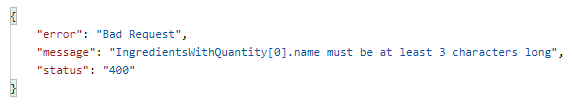 {
"error": "Bad Request",
"message": "IngredientsWithQuantity[0].name must be at least 3 characters long",
"status": "400"
}